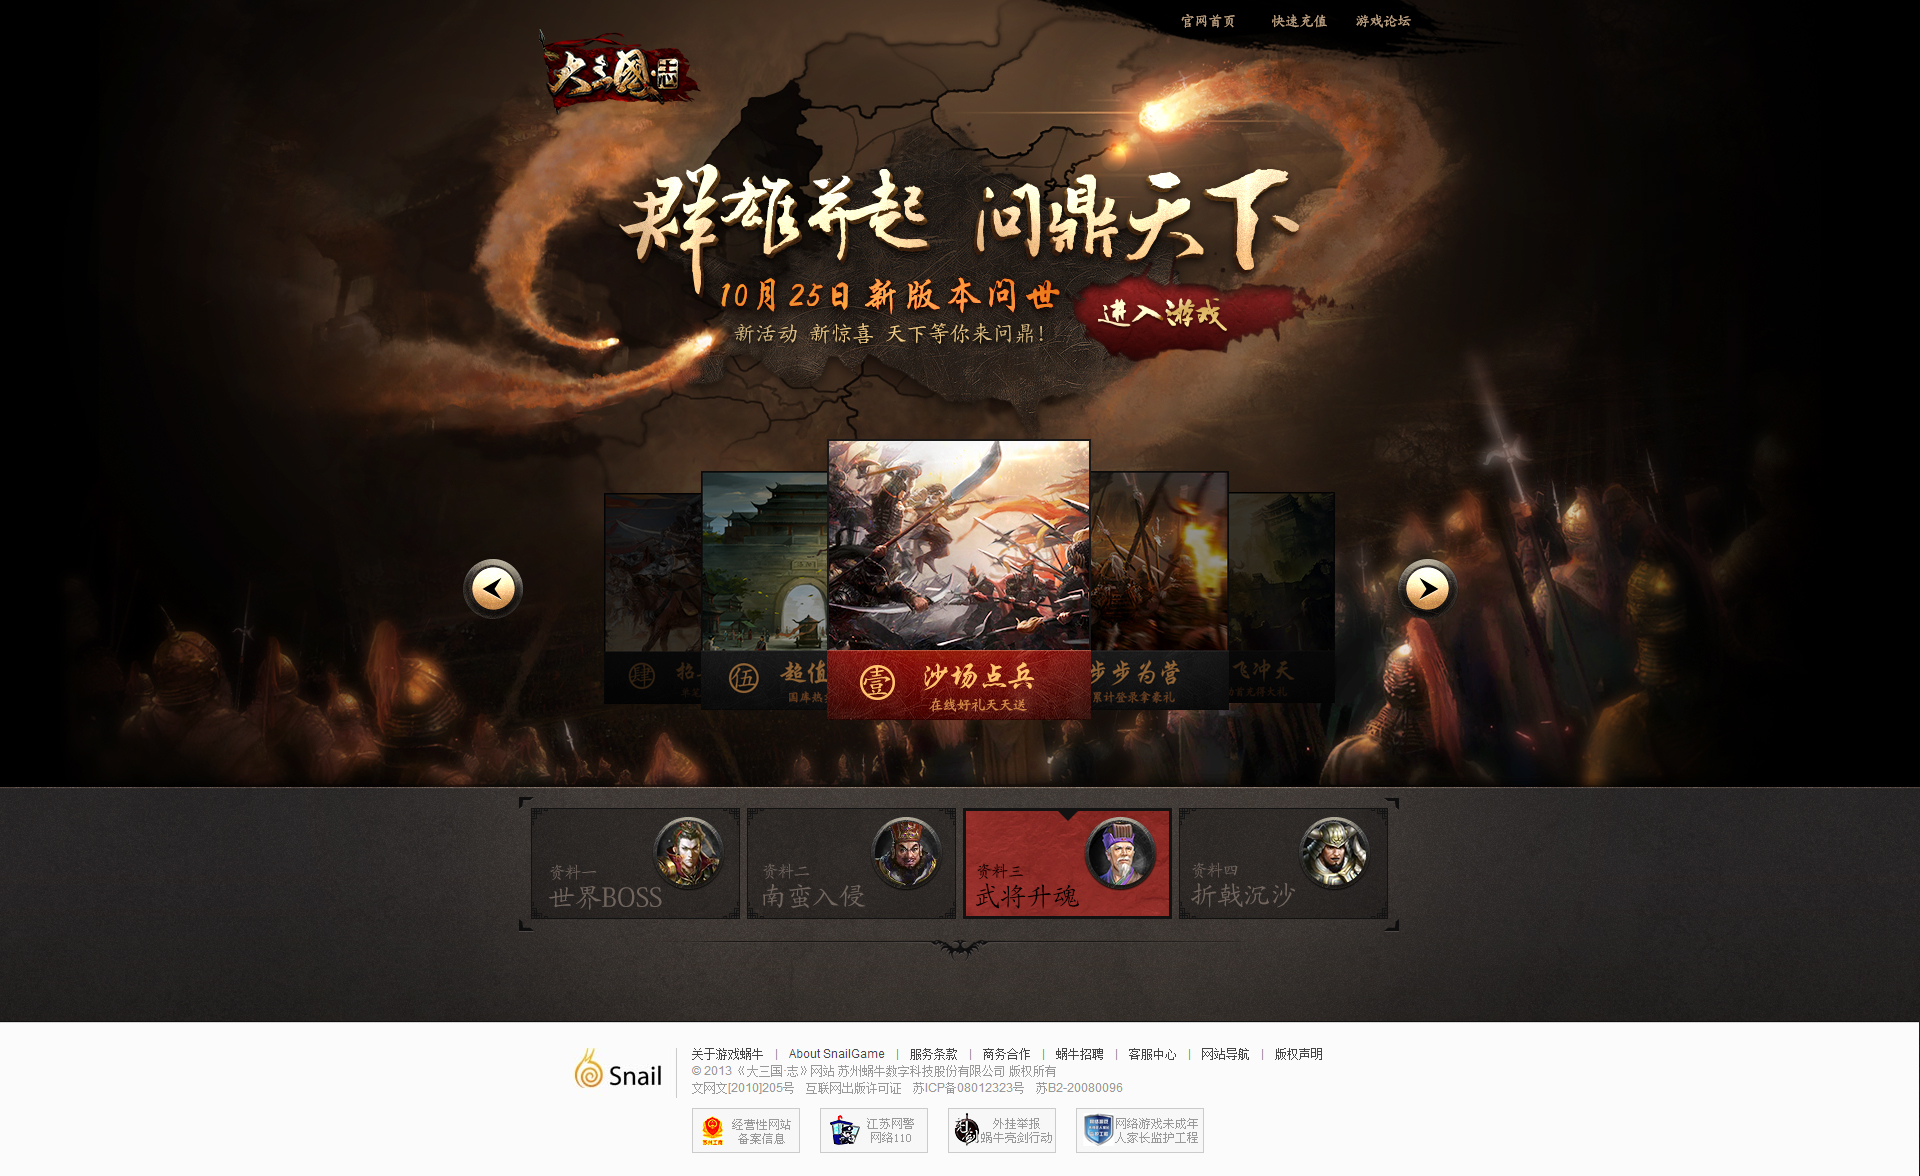 官网首页 快速充值 游戏论坛
大三國·志
群雄并起 问鼎天下
10月25日新版本问世
新活动 新惊喜 天下等你来问鼎!
进入游戏
肆
伍 超值
国库热
壹 沙场点兵
在线好礼天天送
步步为营
累计登录拿豪礼
飞冲天
资料一
世界BOSS
资料二
南蛮入侵
资料三
武将升魂
资料四
折戟沉沙
Snail
关于游戏蜗牛 | About SnailGame | 服务条款 | 商务合作 | 蜗牛招聘 | 客服中心 | 网站导航 | 版权声明
© 2013《大三国·志》网站 苏州蜗牛数字科技股份有限公司 版权所有
文网文[2010]205号 互联网出版许可证 苏ICP备08012323号 苏B2-20080096
经营性网站
备案信息
江苏网警
网络110
外挂举报
蜗牛亮剑行动
网络游戏未成年
人家长监护工程